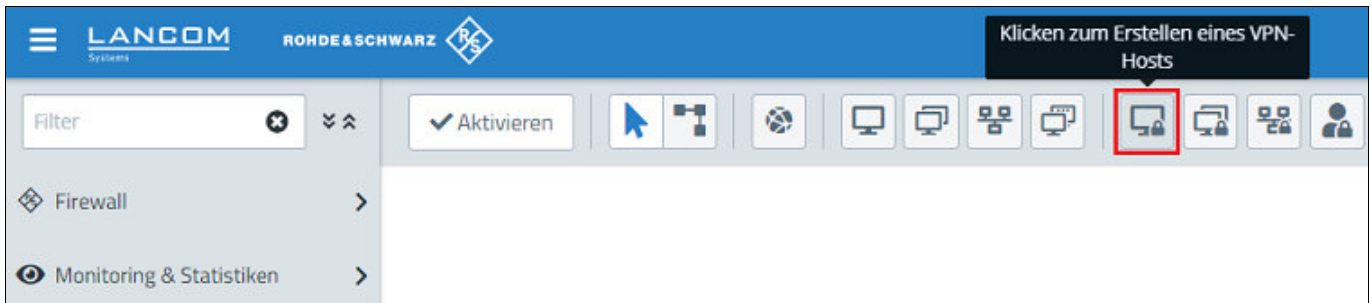 LANCOM
Systems
ROHDE&SCHWARZ
R&S
Klicken zum Erstellen eines VPN-
Hosts
Filter
Aktivieren
Firewall
Monitoring & Statistiken